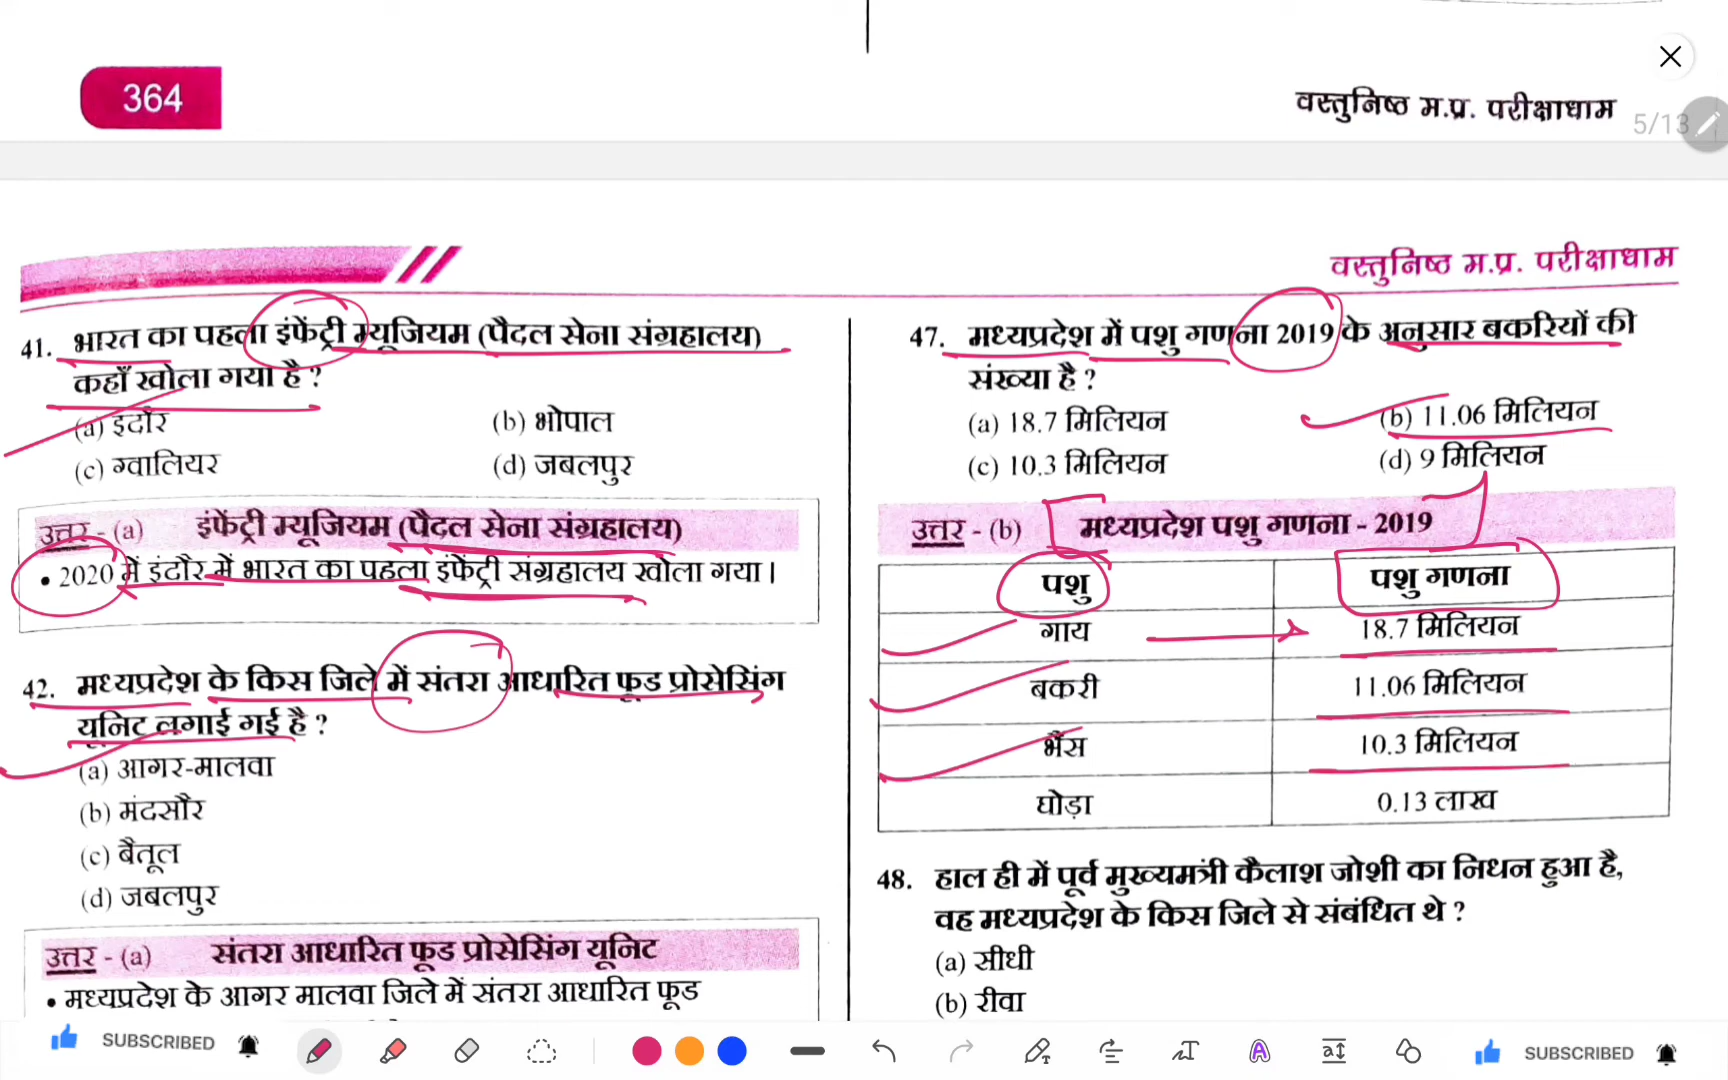 364
वस्तुनिष्ठ म.प्र. परीक्षाधाम
5/13
वस्तुनिष्ठ म.प्र. परीक्षाधाम
41. भारत का पहला इंफेंट्री म्यूजियम (पैदल सेना संग्रहालय)
कहाँ खोला गया है ?
(a) इंदौर
(b) भोपाल
(c) ग्वालियर
(d) जबलपुर
उत्तर - (a) इंफेंट्री म्यूजियम (पैदल सेना संग्रहालय)
• 2020 में इंदौर में भारत का पहला इंफेंट्री संग्रहालय खोला गया।
42. मध्यप्रदेश के किस जिले में संतरा आधारित फूड प्रोसेसिंग
यूनिट लगाई गई है ?
(a) आगर-मालवा
(b) मंदसौर
(c) बैतूल
(d) जबलपुर
उत्तर - (a) संतरा आधारित फूड प्रोसेसिंग यूनिट
• मध्यप्रदेश के आगर मालवा जिले में संतरा आधारित फूड
47. मध्यप्रदेश में पशु गणना 2019 के अनुसार बकरियों की
संख्या है ?
(a) 18.7 मिलियन
(b) 11.06 मिलियन
(c) 10.3 मिलियन
(d) 9 मिलियन
उत्तर - (b) मध्यप्रदेश पशु गणना - 2019
पशु पशु गणना
गाय 18.7 मिलियन
बकरी 11.06 मिलियन
भैंस 10.3 मिलियन
घोड़ा 0.13 लाख
48. हाल ही में पूर्व मुख्यमंत्री कैलाश जोशी का निधन हुआ है,
वह मध्यप्रदेश के किस जिले से संबंधित थे ?
(a) सीधी
(b) रीवा
SUBSCRIBED
SUBSCRIBED